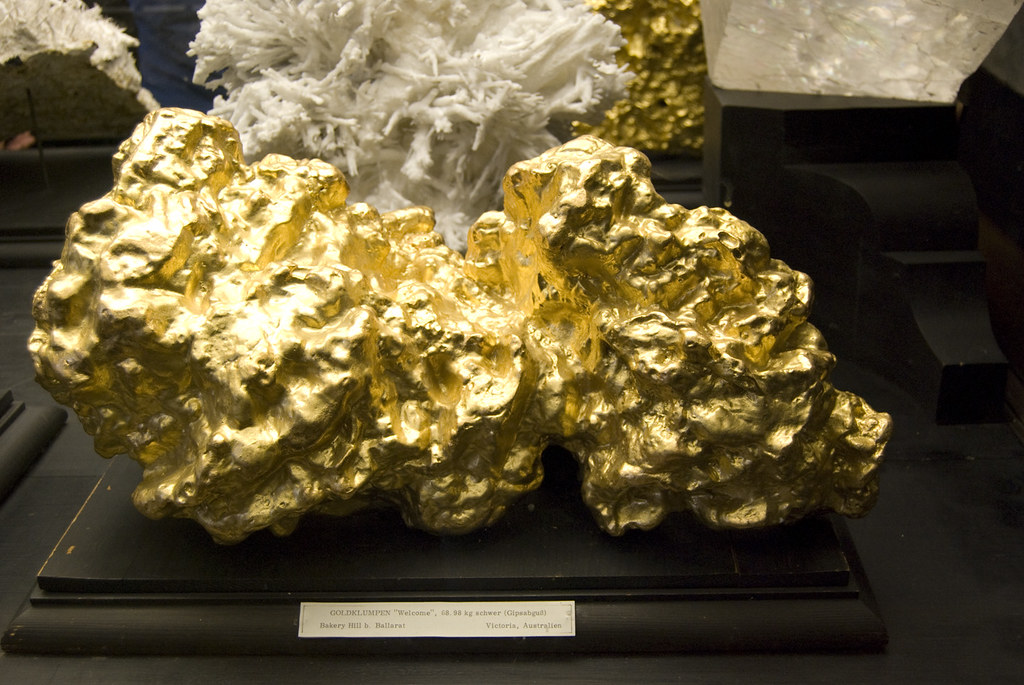 GOLDKLUMPEN "Welcome", 68.98 kg schwer (Gipsabguß)
Bakery Hill b. Ballarat Victoria, Australien